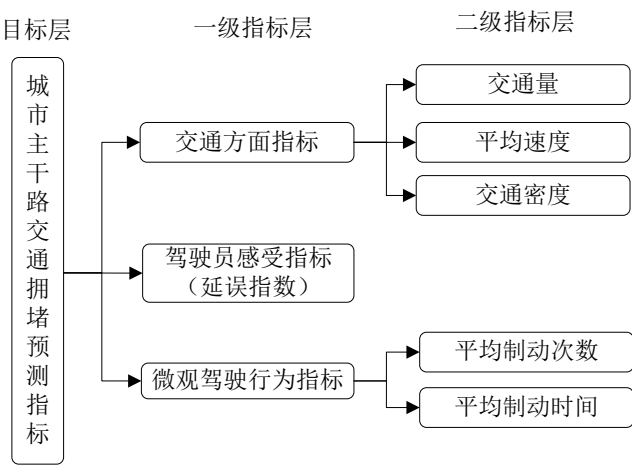 目标层
一级指标层
二级指标层
城市主干路交通拥堵预测指标
交通方面指标
驾驶员感受指标
（延误指数）
微观驾驶行为指标
交通量
平均速度
交通密度
平均制动次数
平均制动时间